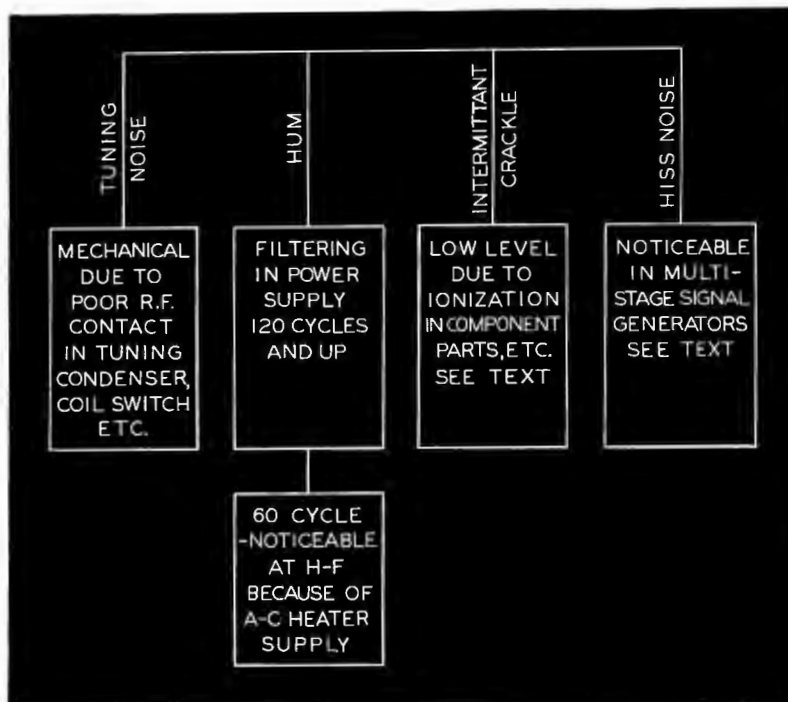 TUNING
NOISE
MECHANICAL
DUE TO
POOR R.F.
CONTACT
IN TUNING
CONDENSER,
COIL SWITCH
ETC.
HUM
FILTERING
IN POWER
SUPPLY
120 CYCLES
AND UP
60 CYCLE
-NOTICEABLE
AT H-F
BECAUSE OF
A-C HEATER
SUPPLY
INTERMITTANT
CRACKLE
LOW LEVEL
DUE TO
IONIZATION
IN COMPONENT
PARTS, ETC.
SEE TEXT
HISS NOISE
NOTICEABLE
IN MULTI-
STAGE SIGNAL
GENERATORS
SEE TEXT